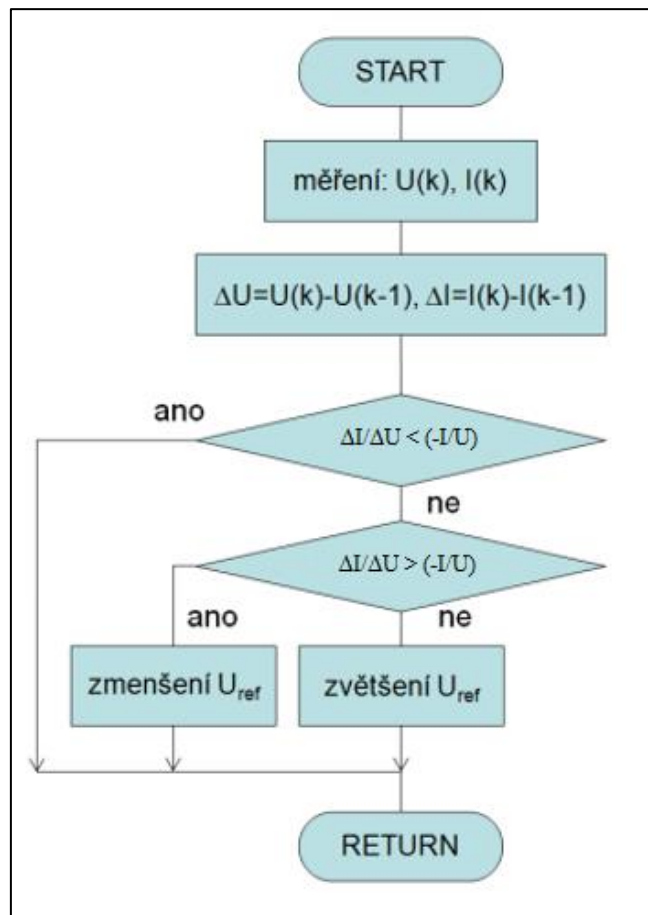 START
měření: U(k), I(k)
ΔU=U(k)-U(k-1), ΔI=I(k)-I(k-1)
ano
ΔI/ΔU < (-I/U)
ne
ΔI/ΔU > (-I/U)
ano
ne
zmenšení Uref
zvětšení Uref
RETURN